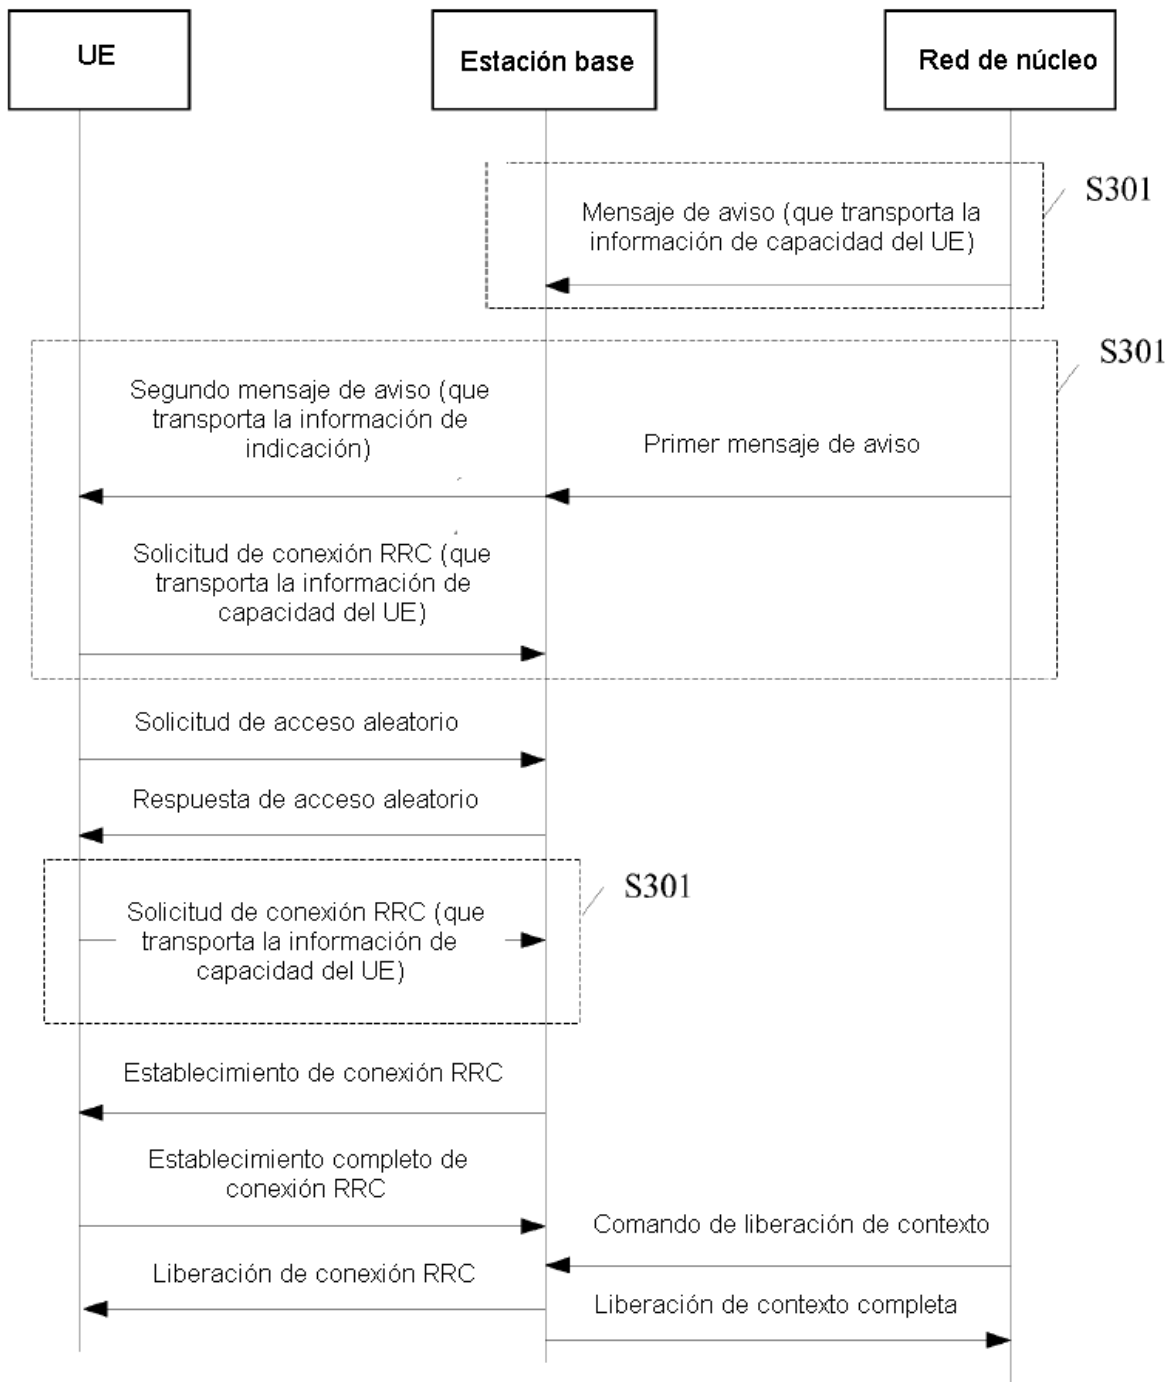 UE
Estación base
Red de núcleo
S301
Mensaje de aviso (que transporta la
información de capacidad del UE)
S301
Segundo mensaje de aviso (que
transporta la información de
indicación)
Primer mensaje de aviso
Solicitud de conexión RRC (que
transporta la información de
capacidad del UE)
Solicitud de acceso aleatorio
Respuesta de acceso aleatorio
S301
Solicitud de conexión RRC (que
transporta la información de
capacidad del UE)
Establecimiento de conexión RRC
Establecimiento completo de
conexión RRC
Comando de liberación de contexto
Liberación de conexión RRC
Liberación de contexto completa